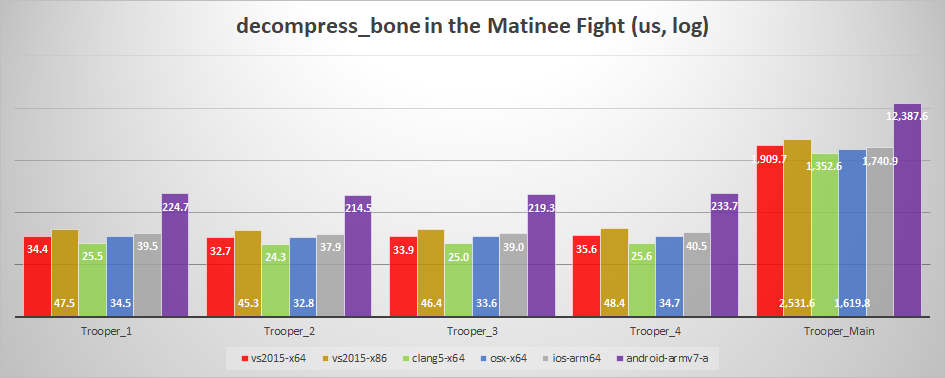 decompress_bone in the Matinee Fight (us, log)
34.4 47.5 25.5 34.5 39.5 224.7
32.7 45.3 24.3 32.8 37.9 214.5
33.9 46.4 25.0 33.6 39.0 219.3
35.6 48.4 25.6 34.7 40.5 233.7
1,909.7 2,531.6 1,352.6 1,619.8 1,740.9 12,387.6
Trooper_1 Trooper_2 Trooper_3 Trooper_4 Trooper_Main
vs2015-x64 vs2015-x86 clang5-x64 osx-x64 ios-arm64 android-armv7-a